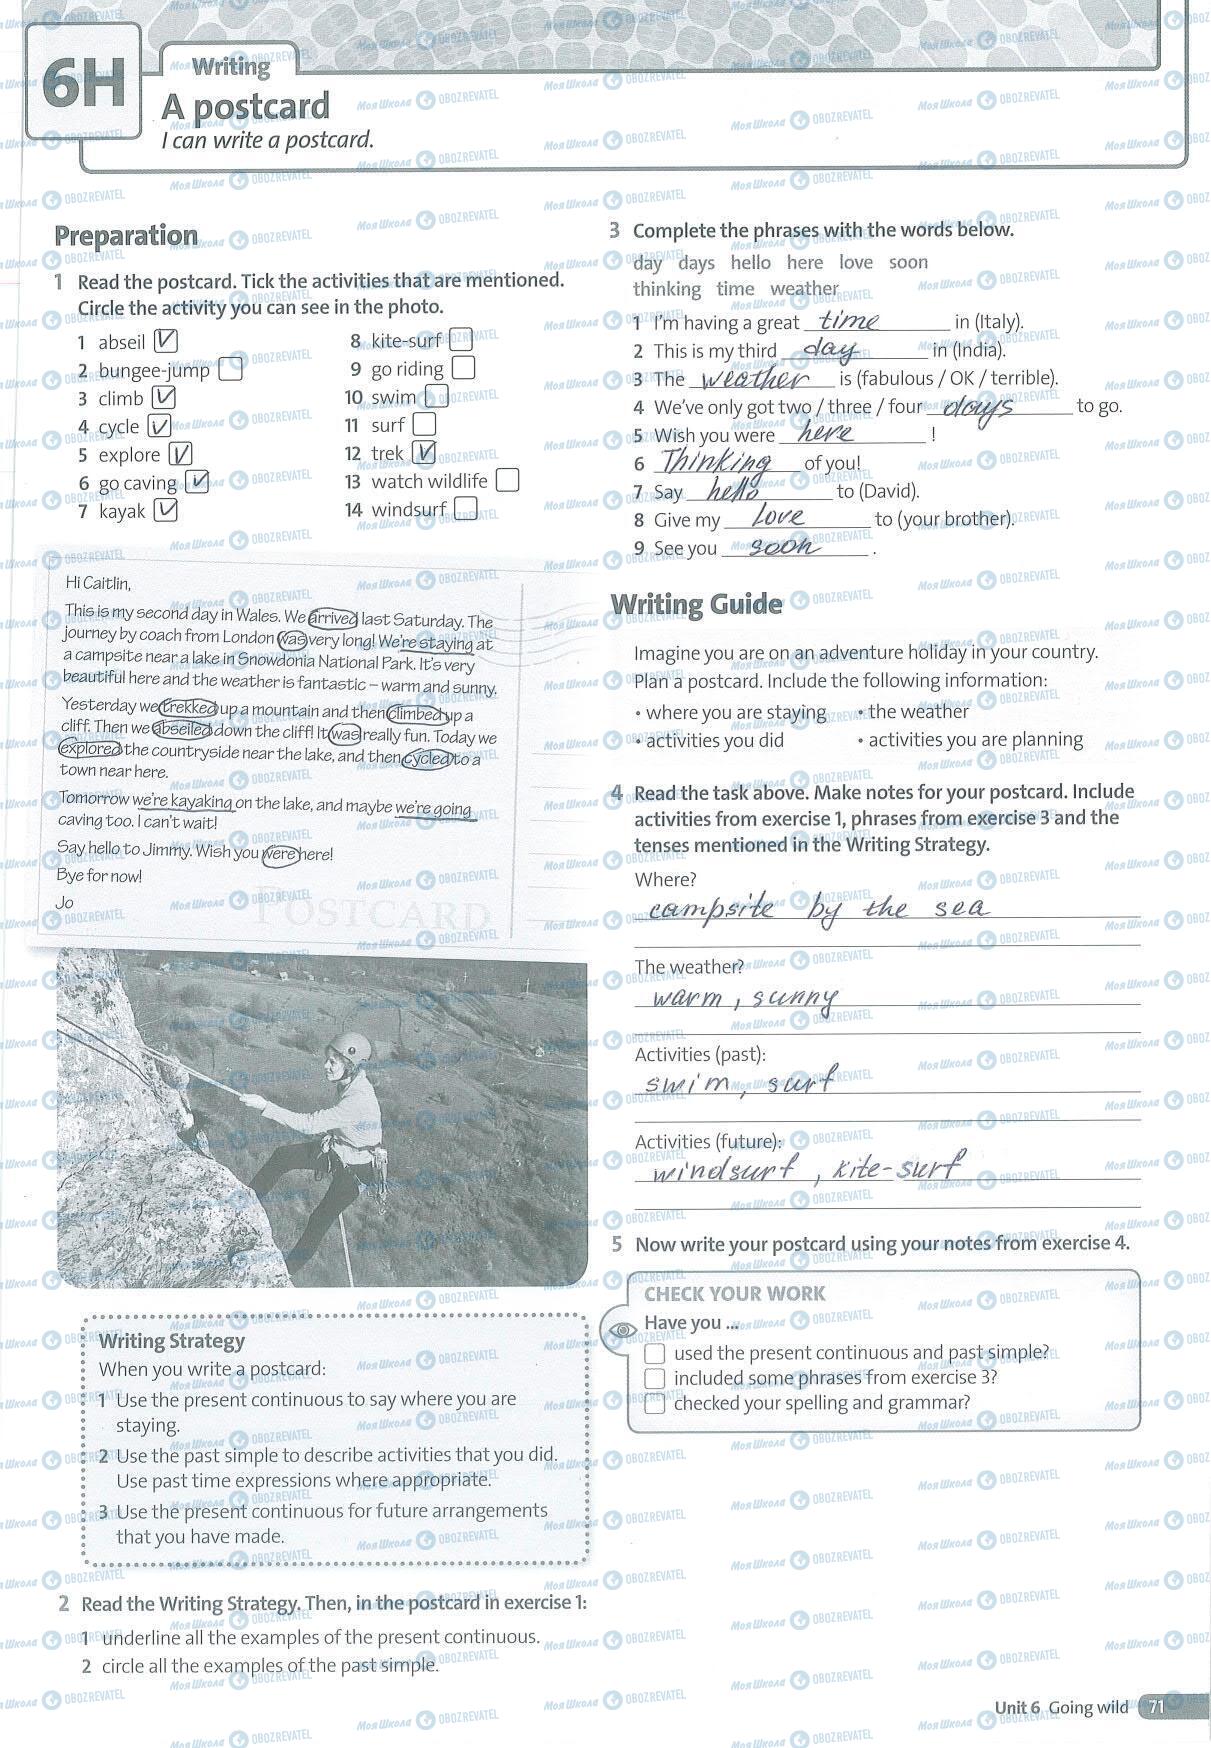 6H
Writing
A postcard
I can write a postcard.
Preparation
1 Read the postcard. Tick the activities that are mentioned.
Circle the activity you can see in the photo.
1 abseil V
2 bungee-jump
3 climb V
4 cycle V
5 explore V
6 go caving V
7 kayak V
8 kite-surf
9 go riding
10 swim
11 surf
12 trek V
13 watch wildlife
14 windsurf
Hi Caitlin,
This is my second day in Wales. We arrived last Saturday. The
journey by coach from London was very long! We're staying at
a campsite near a lake in Snowdonia National Park. It's very
beautiful here and the weather is fantastic – warm and sunny.
Yesterday we trekked up a mountain and then climbed up a
cliff. Then we abseiled down the cliff! It was really fun. Today we
explored the countryside near the lake, and then cycled to a
town near here.
Tomorrow we're kayaking on the lake, and maybe we're going
caving too. I can't wait!
Say hello to Jimmy. Wish you were here!
Bye for now!
Jo
POSTCARD
Writing Strategy
When you write a postcard:
1 Use the present continuous to say where you are
staying.
2 Use the past simple to describe activities that you did.
Use past time expressions where appropriate.
3 Use the present continuous for future arrangements
that you have made.
2 Read the Writing Strategy. Then, in the postcard in exercise 1:
1 underline all the examples of the present continuous.
2 circle all the examples of the past simple.
3 Complete the phrases with the words below.
day days hello here love soon
thinking time weather
1 I'm having a great time in (Italy).
2 This is my third day in (India).
3 The weather is (fabulous / OK / terrible).
4 We've only got two / three / four days to go.
5 Wish you were here !
6 Thinking of you!
7 Say hello to (David).
8 Give my love to (your brother).
9 See you soon .
Writing Guide
Imagine you are on an adventure holiday in your country.
Plan a postcard. Include the following information:
• where you are staying • the weather
• activities you did • activities you are planning
4 Read the task above. Make notes for your postcard. Include
activities from exercise 1, phrases from exercise 3 and the
tenses mentioned in the Writing Strategy.
Where?
campsite by the sea
The weather?
warm, sunny
Activities (past):
swim, surf
Activities (future):
windsurf, kite-surf
5 Now write your postcard using your notes from exercise 4.
CHECK YOUR WORK
Have you ...
used the present continuous and past simple?
included some phrases from exercise 3?
checked your spelling and grammar?
Unit 6 Going wild 71
Моя Школа OBOZREVATEL